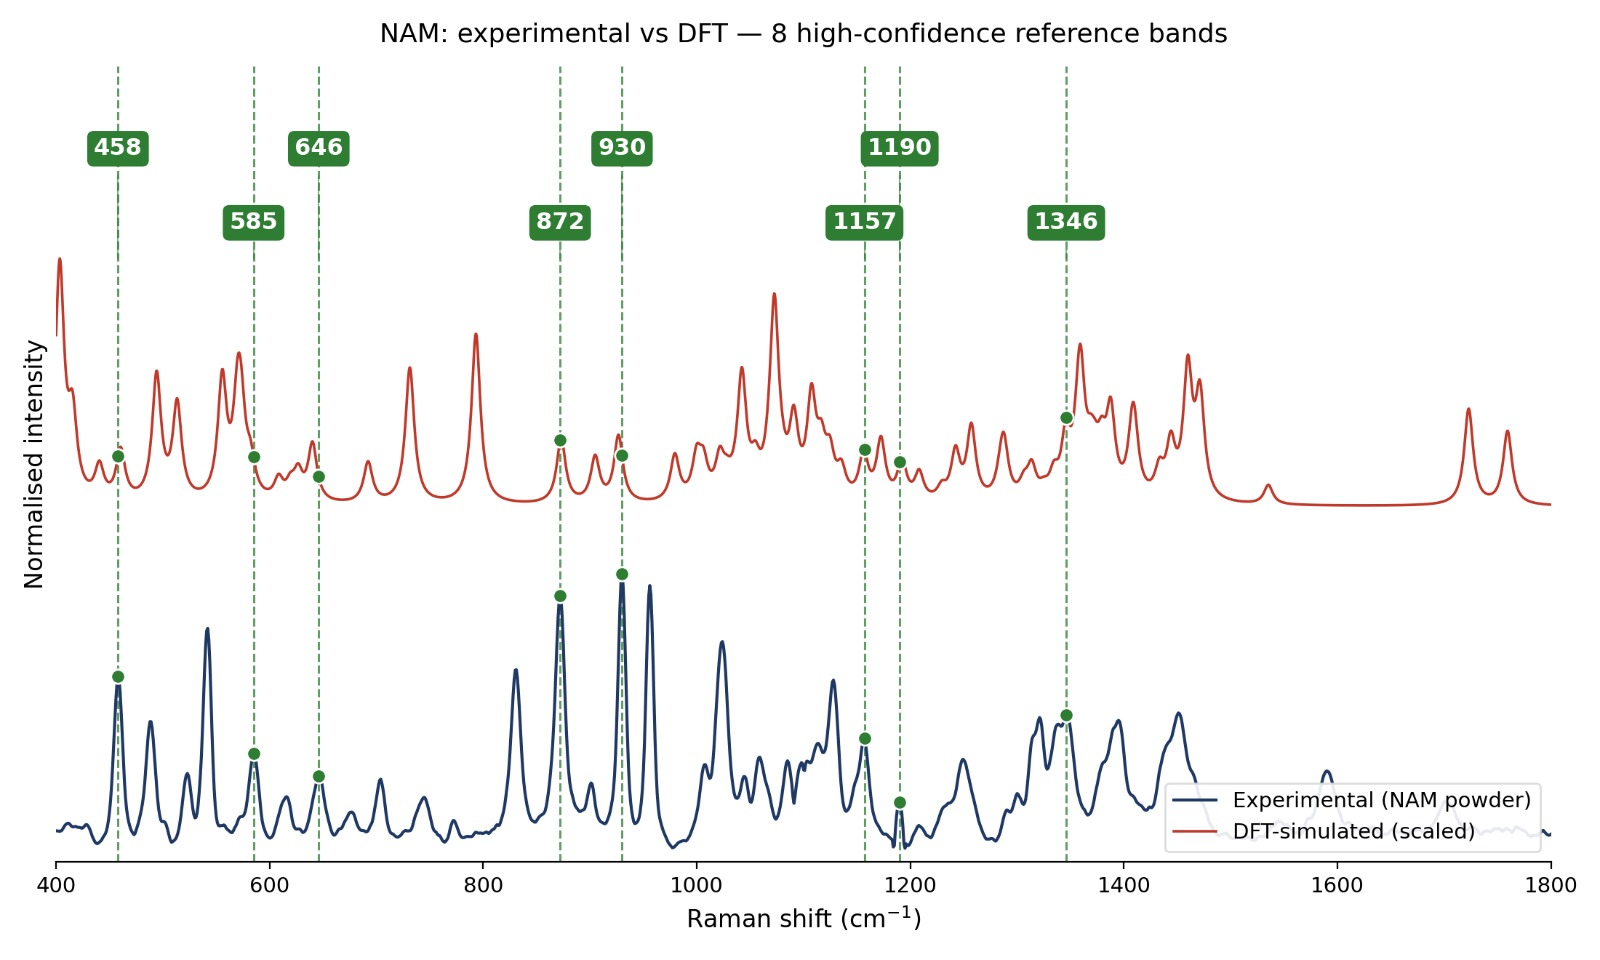 NAM: experimental vs DFT — 8 high-confidence reference bands
458
646
930
1190
585
872
1157
1346
Normalised intensity
Experimental (NAM powder)
DFT-simulated (scaled)
400 600 800 1000 1200 1400 1600 1800
Raman shift (cm⁻¹)